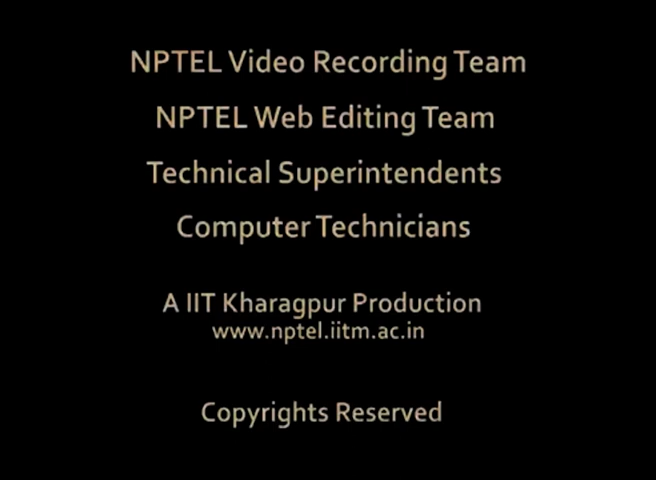 NPTEL Video Recording Team
NPTEL Web Editing Team
Technical Superintendents
Computer Technicians
A IIT Kharagpur Production
www.nptel.iitm.ac.in
Copyrights Reserved